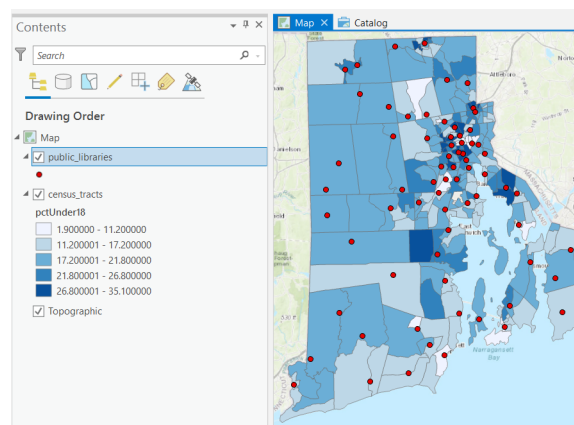 Contents
Map
Catalog
Search
Drawing Order
Map
public_libraries
census_tracts
pctUnder18
1.900000 - 11.200000
11.200001 - 17.200000
17.200001 - 21.800000
21.800001 - 26.800000
26.800001 - 35.100000
Topographic
Attleboro
Narragansett
Bay